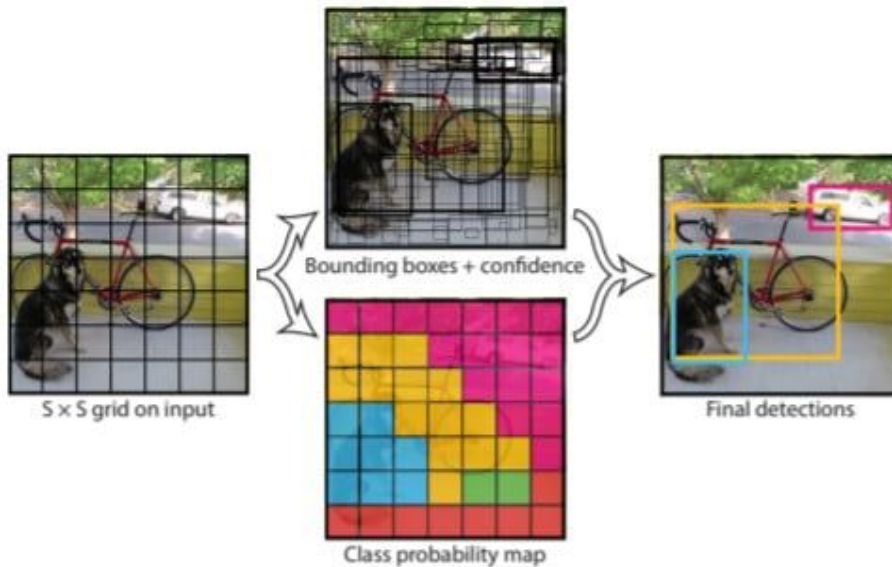 Bounding boxes + confidence
S × S grid on input
Final detections
Class probability map